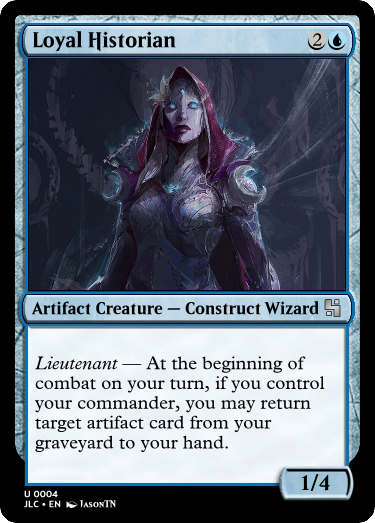 Loyal Historian 2
Artifact Creature — Construct Wizard
Lieutenant — At the beginning of
combat on your turn, if you control
your commander, you may return
target artifact card from your
graveyard to your hand.
1/4
U 0004
JLC • EN JASONTN